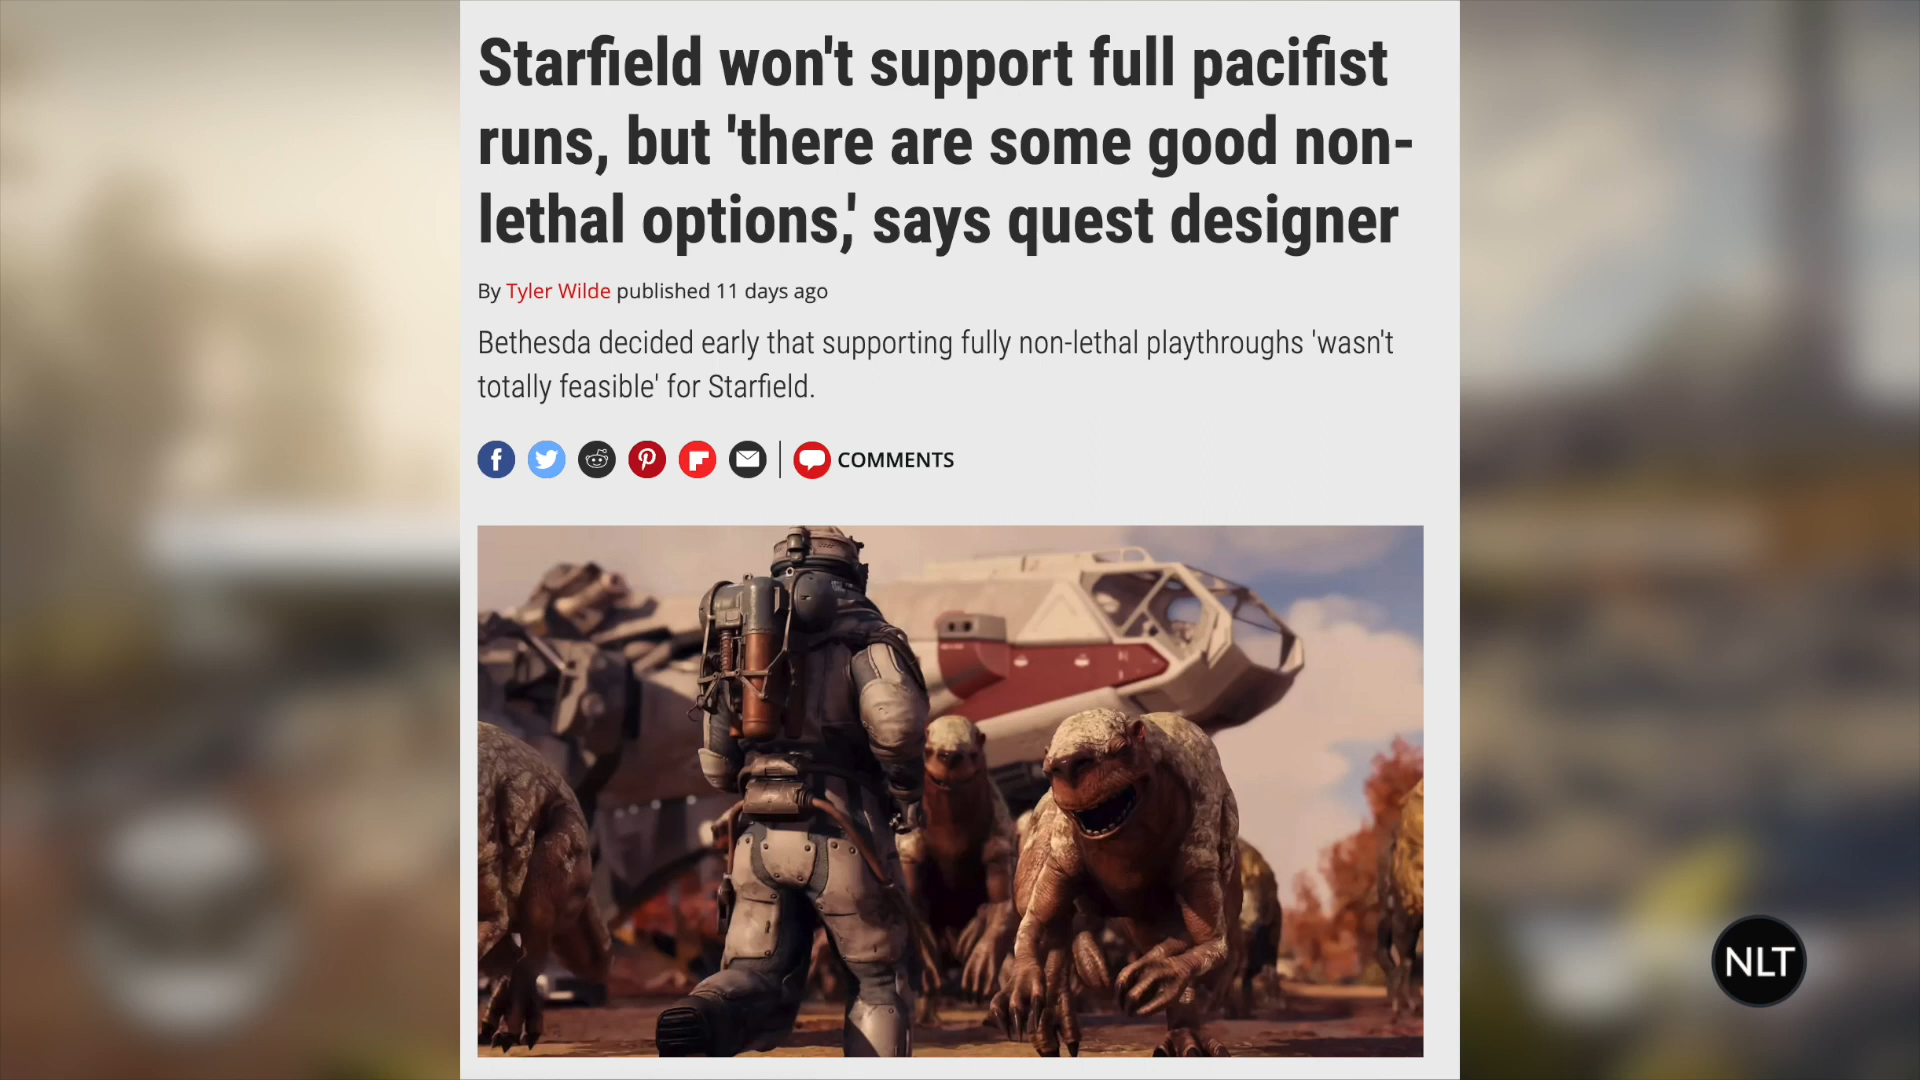 Starfield won't support full pacifist
runs, but 'there are some good non-
lethal options,' says quest designer
By Tyler Wilde published 11 days ago
Bethesda decided early that supporting fully non-lethal playthroughs 'wasn't
totally feasible' for Starfield.
COMMENTS
NLT